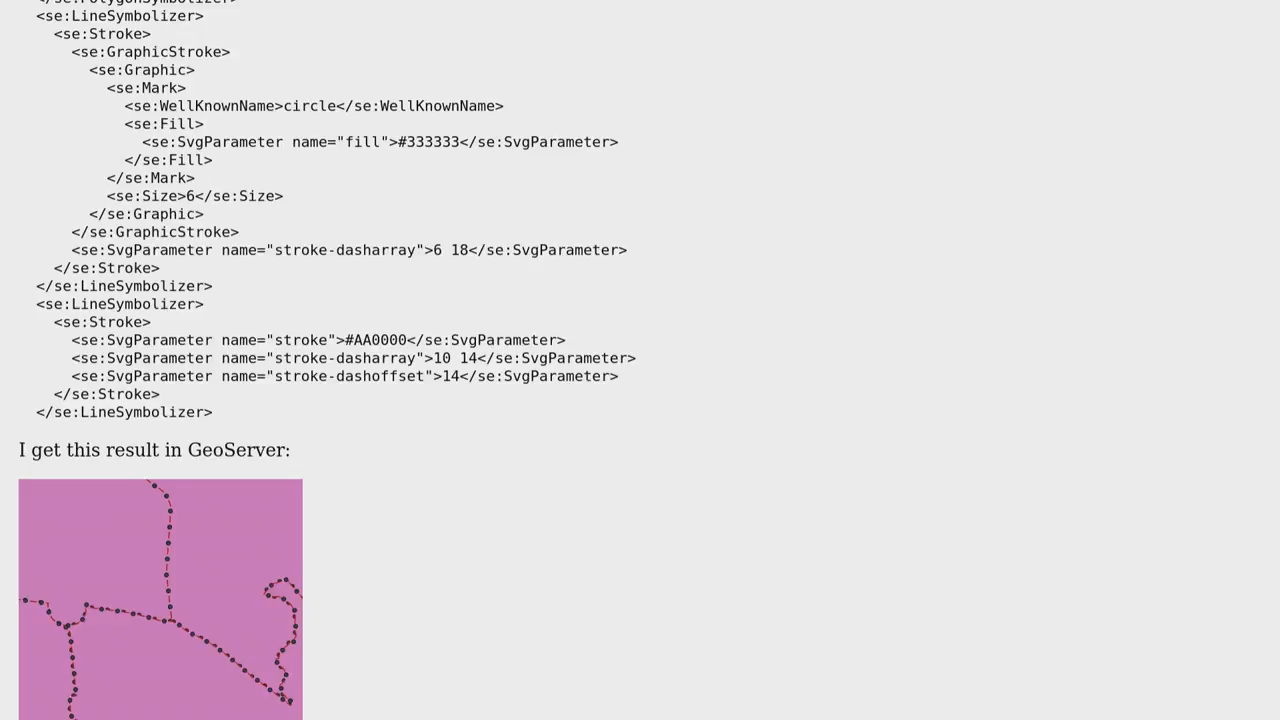 </se:PolygonSymbolizer>
<se:LineSymbolizer>
<se:Stroke>
<se:GraphicStroke>
<se:Graphic>
<se:Mark>
<se:WellKnownName>circle</se:WellKnownName>
<se:Fill>
<se:SvgParameter name="fill">#333333</se:SvgParameter>
</se:Fill>
</se:Mark>
<se:Size>6</se:Size>
</se:Graphic>
</se:GraphicStroke>
<se:SvgParameter name="stroke-dasharray">6 18</se:SvgParameter>
</se:Stroke>
</se:LineSymbolizer>
<se:LineSymbolizer>
<se:Stroke>
<se:SvgParameter name="stroke">#AA0000</se:SvgParameter>
<se:SvgParameter name="stroke-dasharray">10 14</se:SvgParameter>
<se:SvgParameter name="stroke-dashoffset">14</se:SvgParameter>
</se:Stroke>
</se:LineSymbolizer>
I get this result in GeoServer: